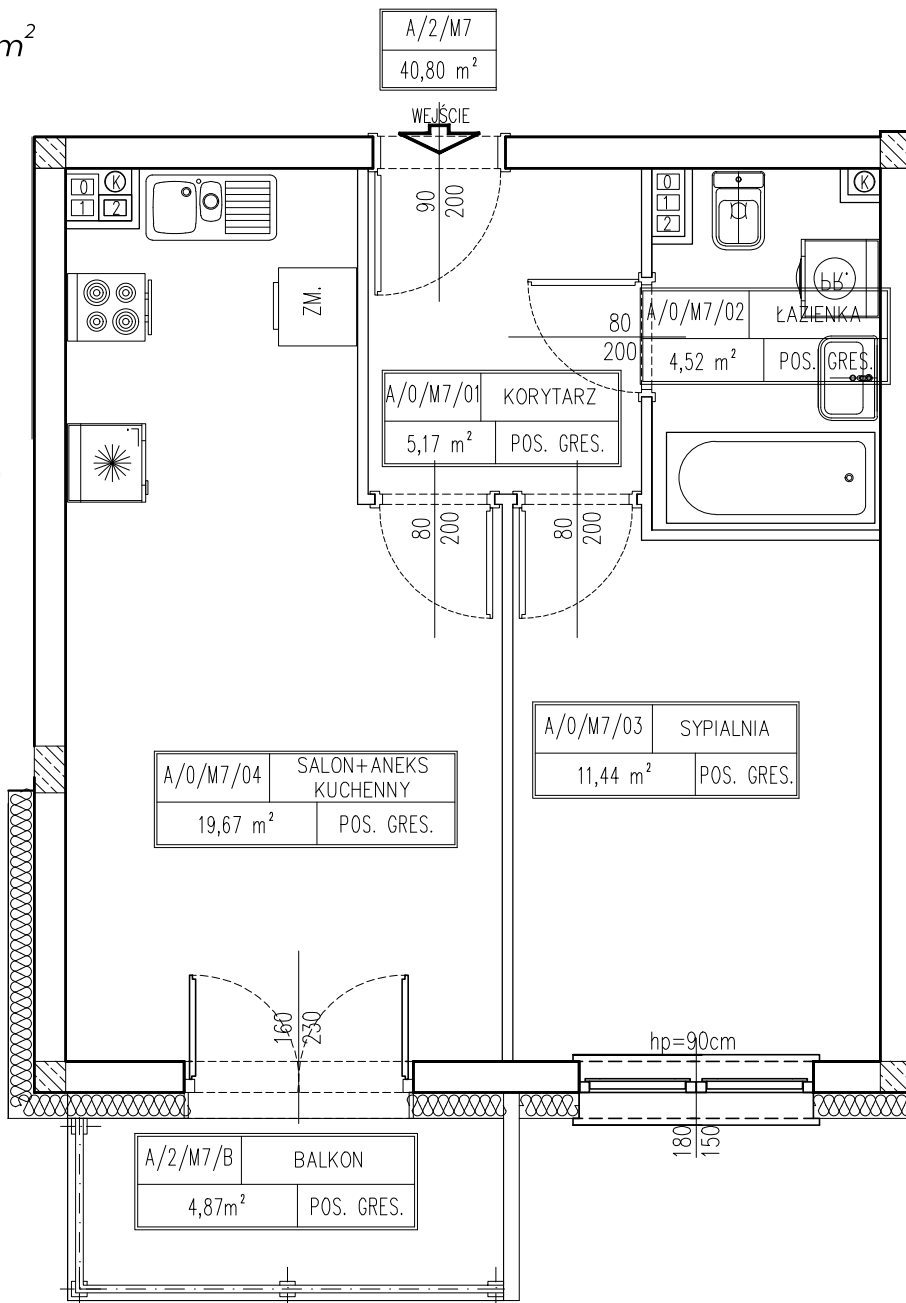 m²
A/2/M7
40,80 m²
WEJŚCIE
90
200
0
1
2
K
0
1
2
K
ZM.
PR.
80
200
A/0/M7/02 ŁAZIENKA
4,52 m² POS. GRES.
A/0/M7/01 KORYTARZ
5,17 m² POS. GRES.
80
200
80
200
A/0/M7/03 SYPIALNIA
11,44 m² POS. GRES.
A/0/M7/04 SALON+ANEKS
KUCHENNY
19,67 m² POS. GRES.
160
230
hp=90cm
180
150
A/2/M7/B BALKON
4,87m² POS. GRES.